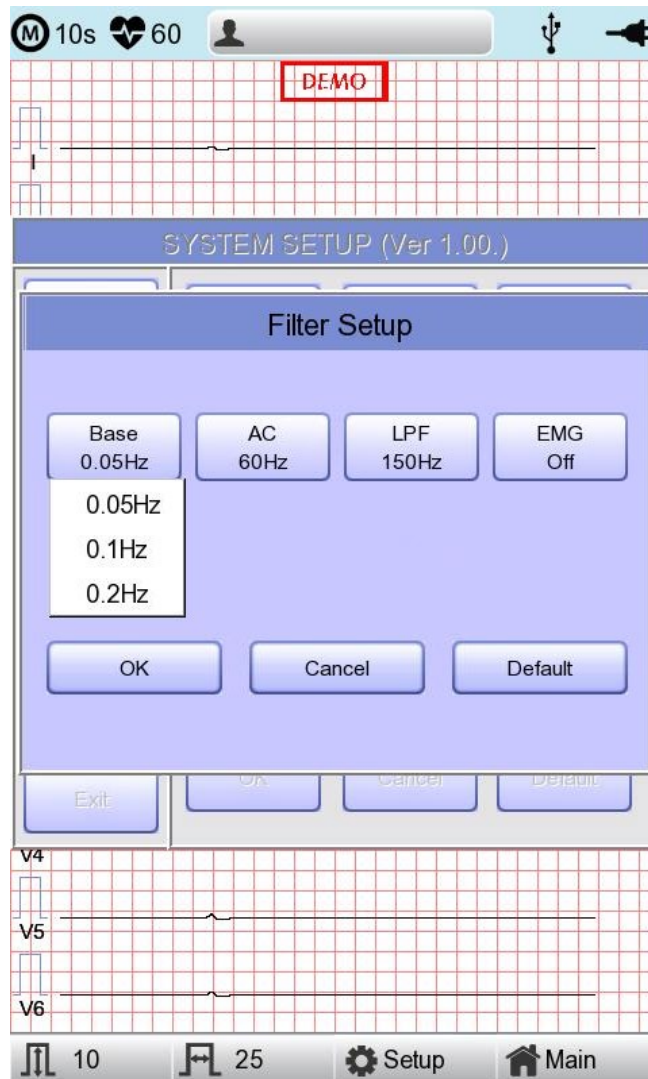 M 10s 60
DEMO
I
SYSTEM SETUP (Ver 1.00.)
Filter Setup
Base
0.05Hz
AC
60Hz
LPF
150Hz
EMG
Off
0.05Hz
0.1Hz
0.2Hz
OK
Cancel
Default
Exit
OK
Cancel
Default
V4
V5
V6
10
25
Setup
Main